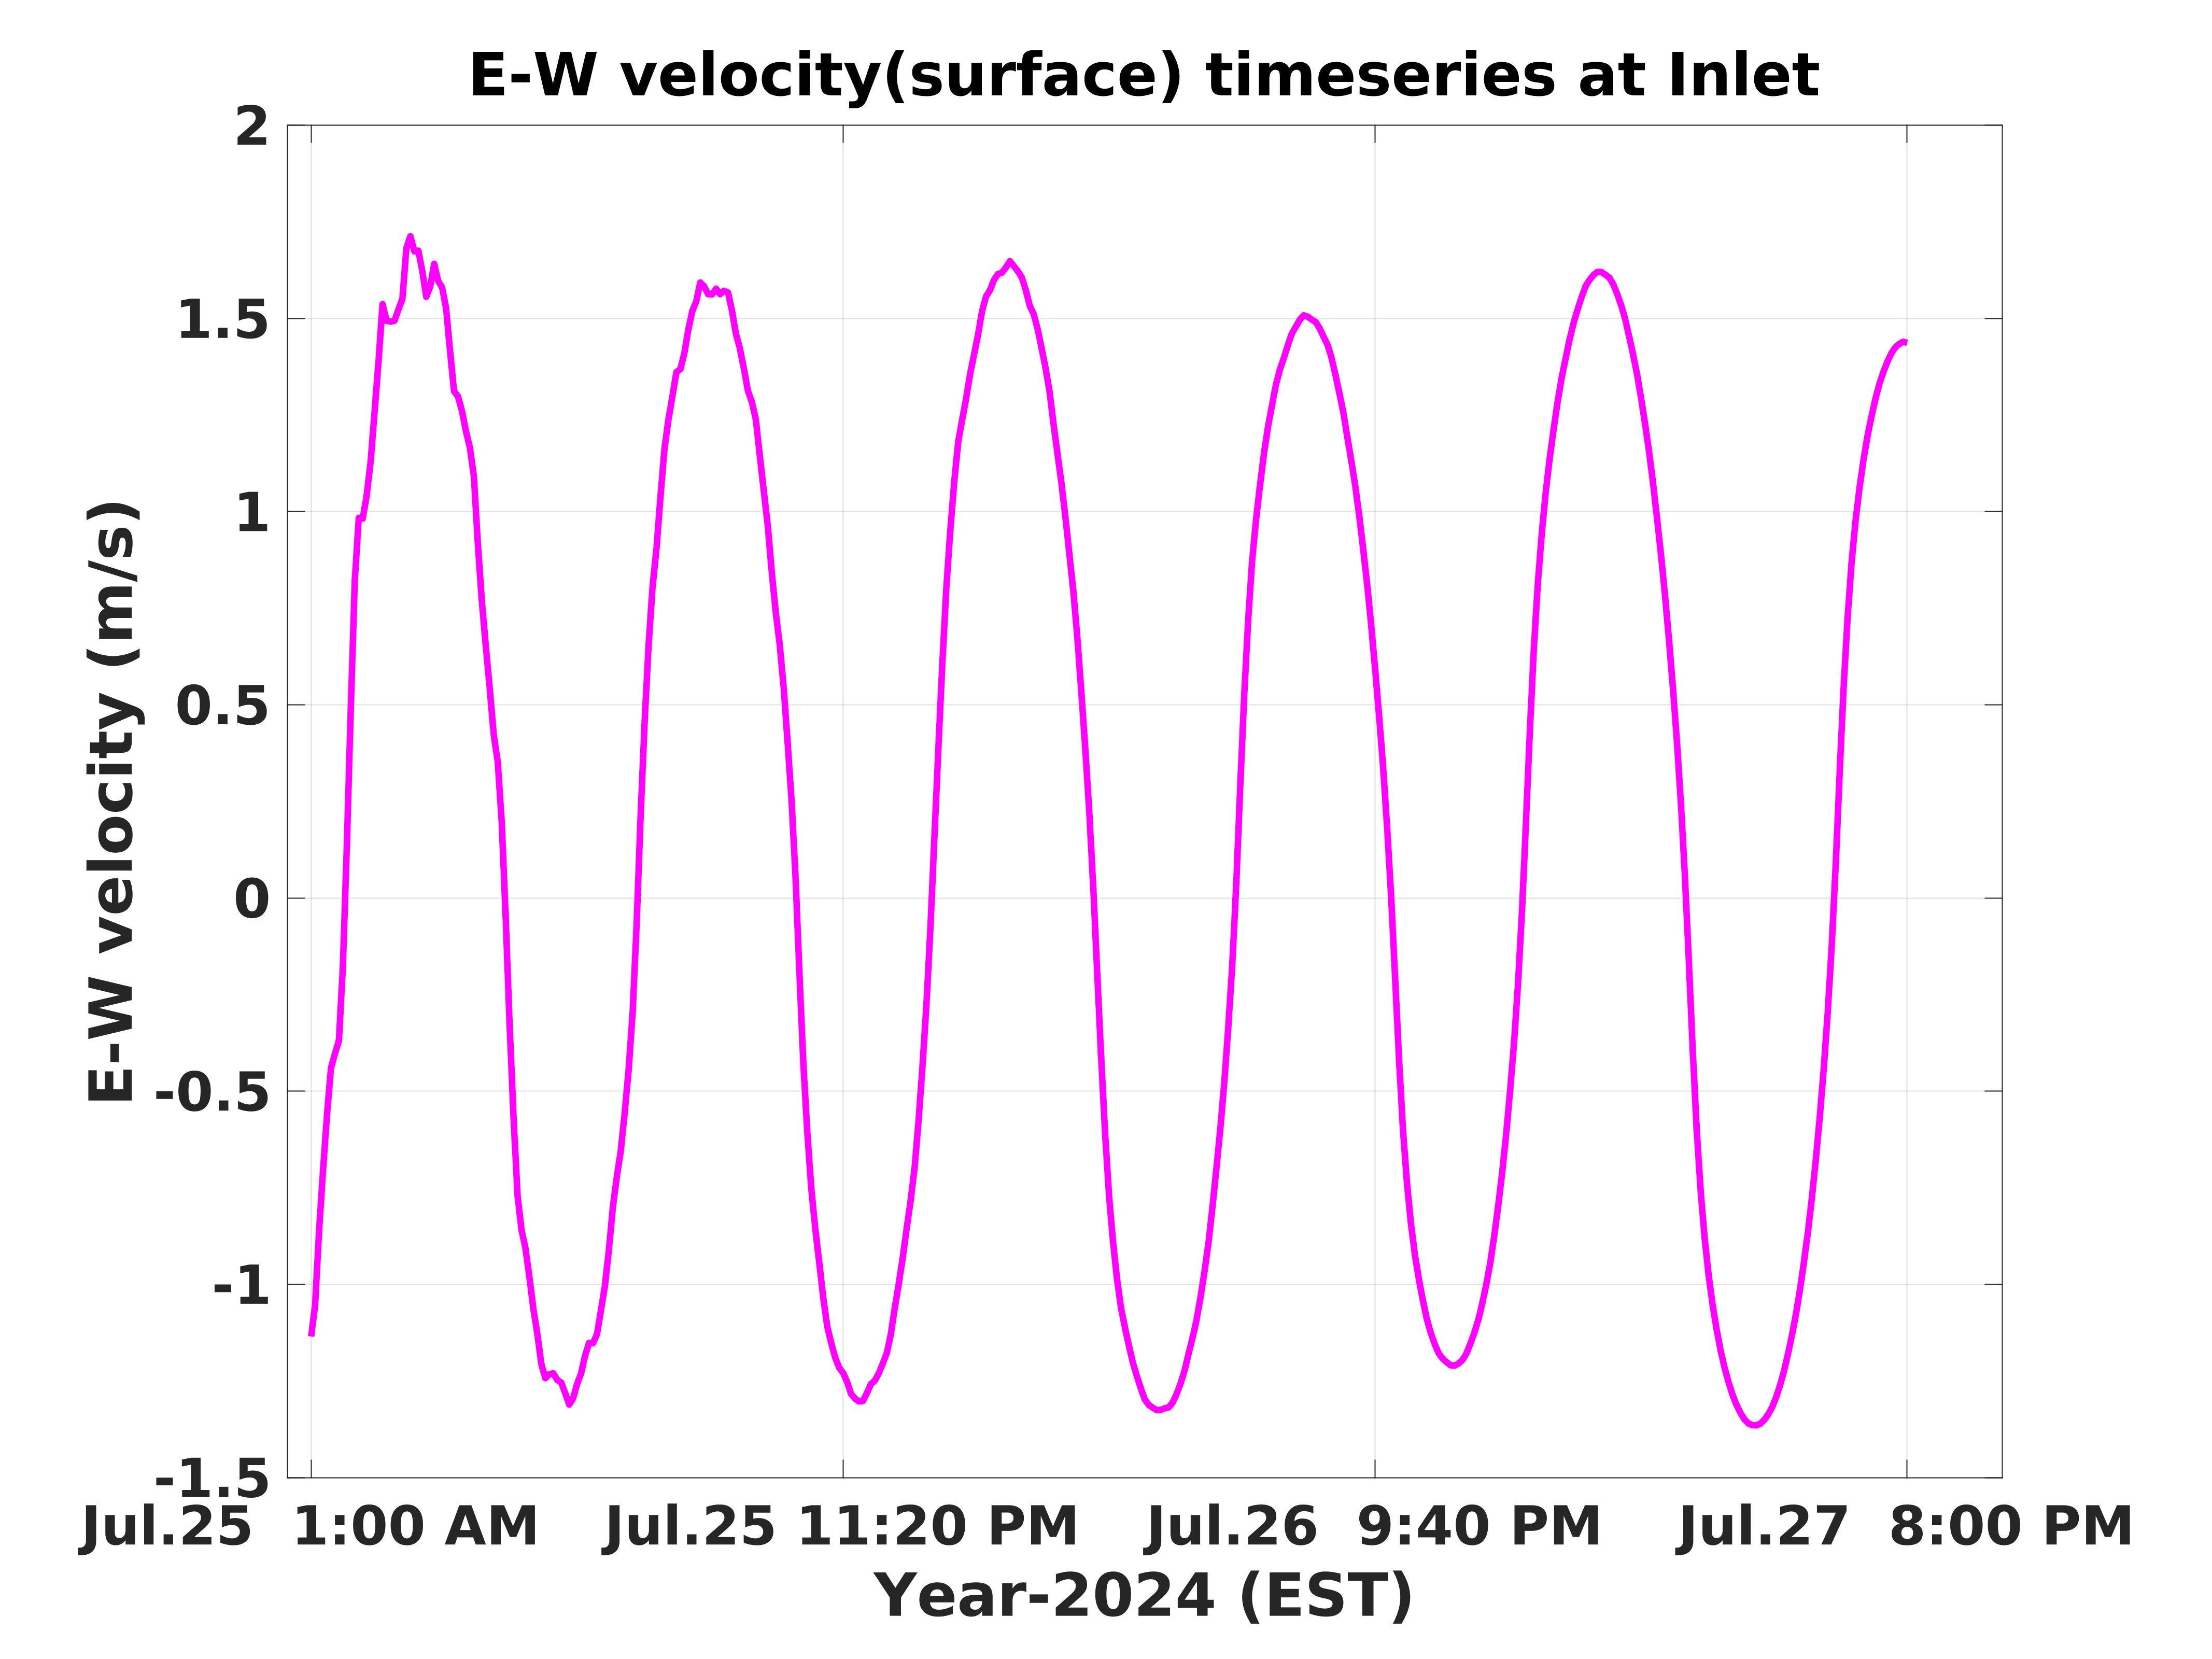 E-W velocity(surface) timeseries at Inlet
2
1.5
1
0.5
0
-0.5
-1
-1.5
E-W velocity (m/s)
Jul.25 1:00 AM
Jul.25 11:20 PM
Jul.26 9:40 PM
Jul.27 8:00 PM
Year-2024 (EST)